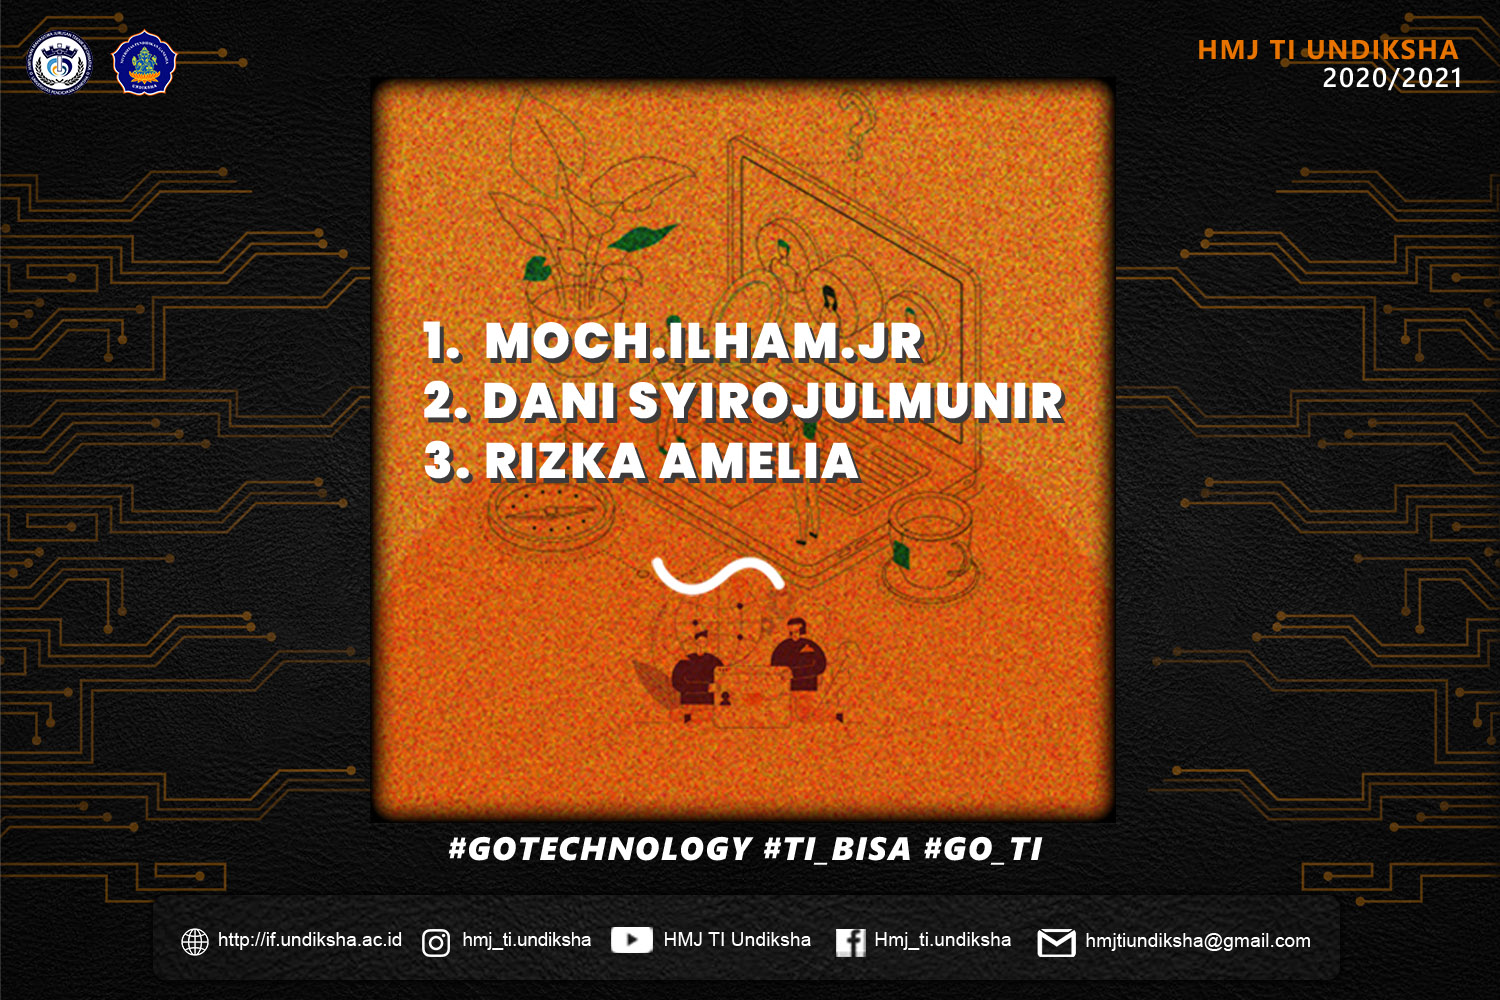 HMJ TI UNDIKSHA
2020/2021
1. MOCH.ILHAM.JR
2. DANI SYIROJULMUNIR
3. RIZKA AMELIA
#GOTECHNOLOGY #TI_BISA #GO_TI
http://if.undiksha.ac.id
hmj_ti.undiksha
HMJ TI Undiksha
Hmj_ti.undiksha
hmjtiundiksha@gmail.com
UNDIKSHA